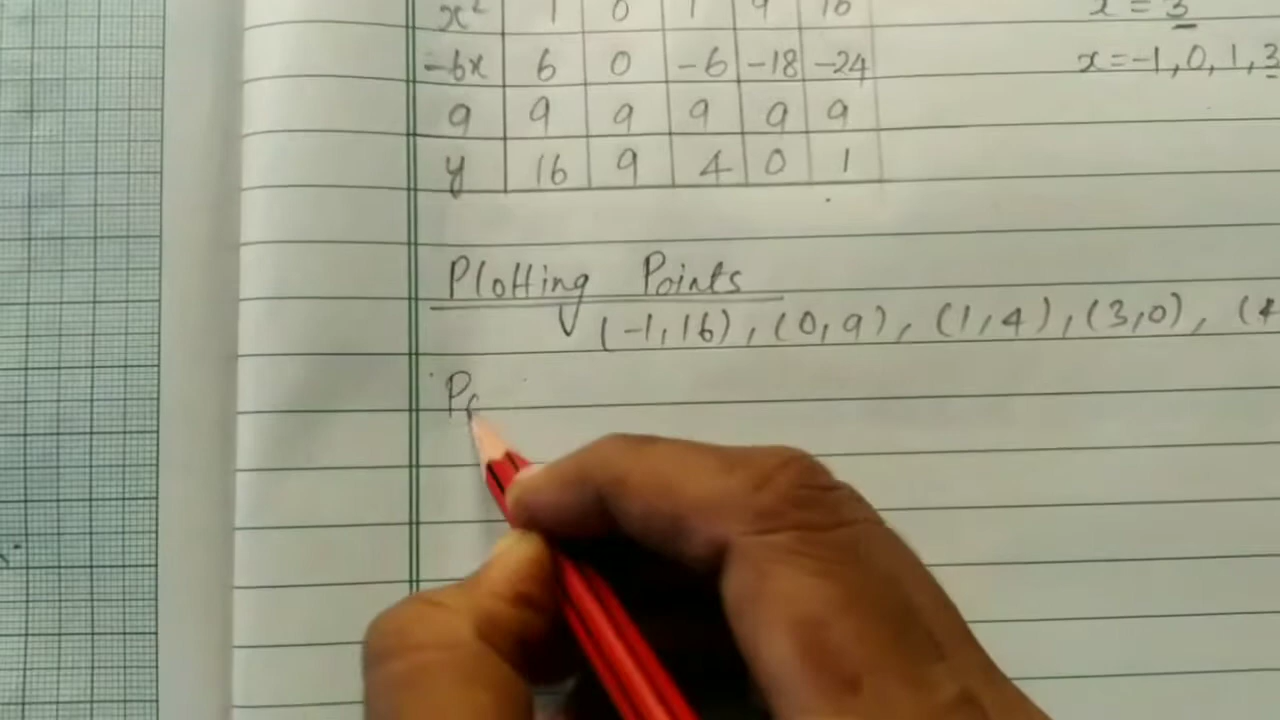 x² 1 0 1 9 16
x = 3
-6x 6 0 -6 -18 -24
x = -1, 0, 1, 3
9 9 9 9 9 9
y 16 9 4 0 1
Plotting Points
(-1, 16), (0, 9), (1, 4), (3, 0), (4
P